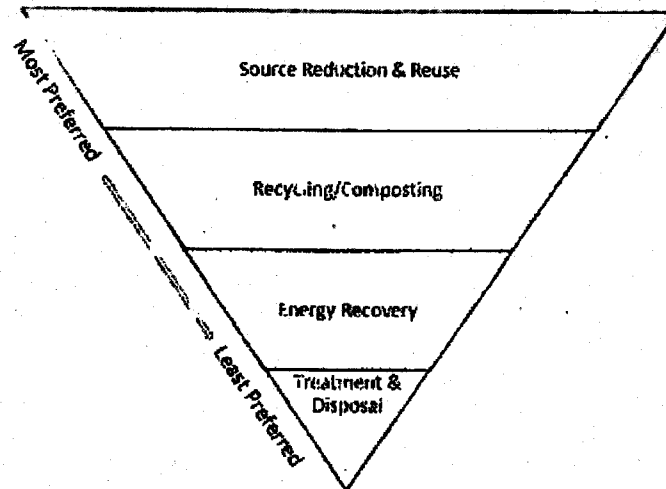 Source Reduction & Reuse
Recycling/Composting
Energy Recovery
Treatment &
Disposal
Most Preferred
Least Preferred